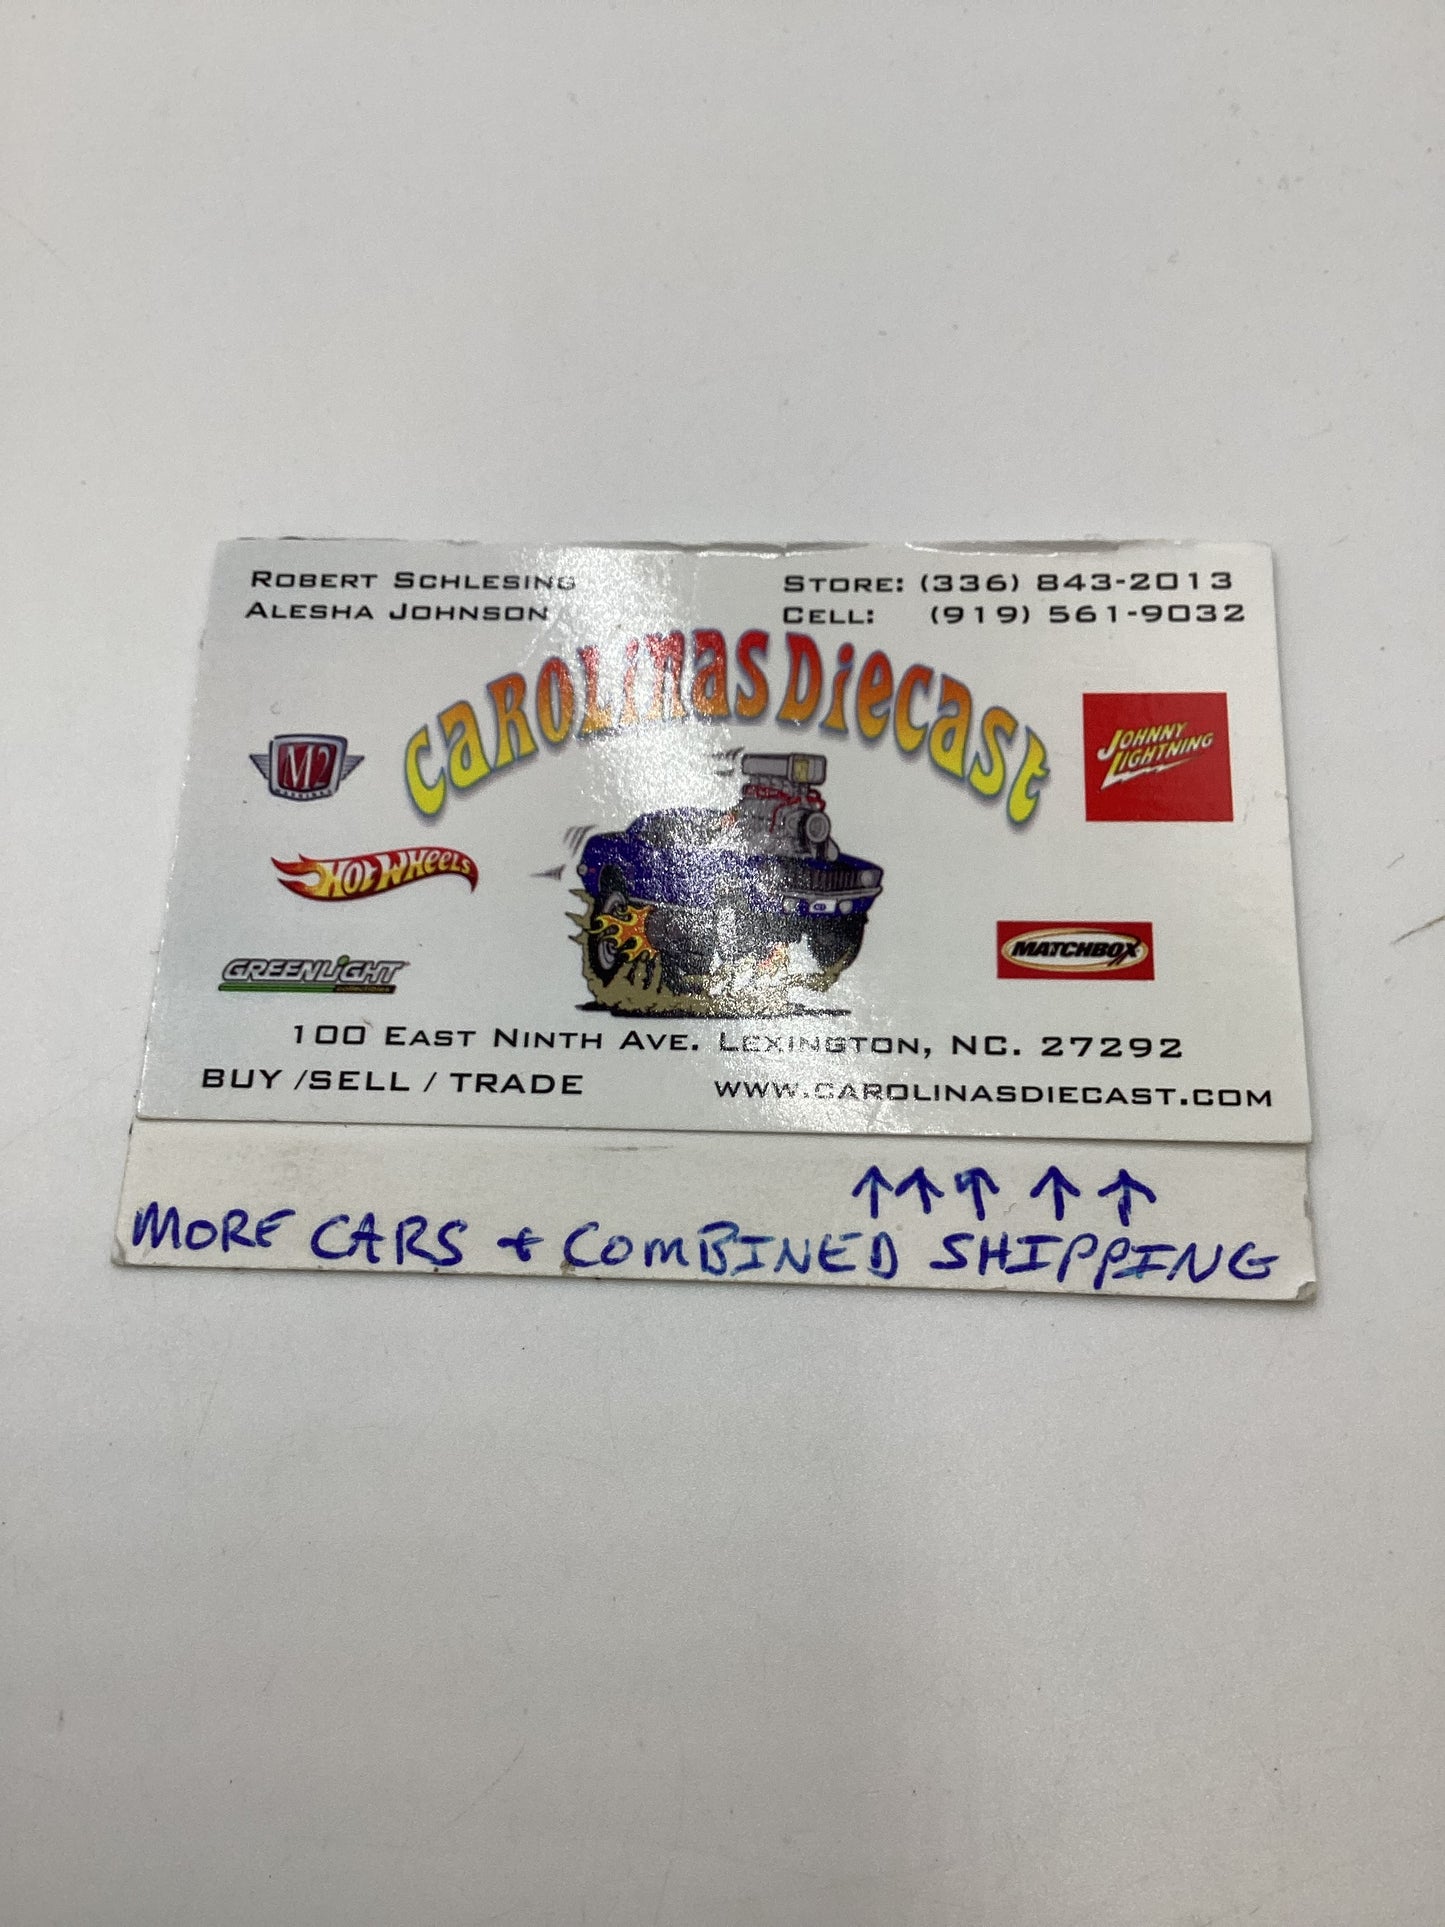 ROBERT SCHLESING
ALESHA JOHNSON
STORE: (336) 843-2013
CELL: (919) 561-9032
CAROLINAS DIECAST
M2
MACHINES
JOHNNY
LIGHTNING
HOT WHEELS
MATCHBOX
GREENLIGHT
collectibles
100 EAST NINTH AVE. LEXINGTON, NC. 27292
BUY /SELL / TRADE
WWW.CAROLINASDIECAST.COM
↑↑↑↑↑
MORE CARS + COMBINED SHIPPING